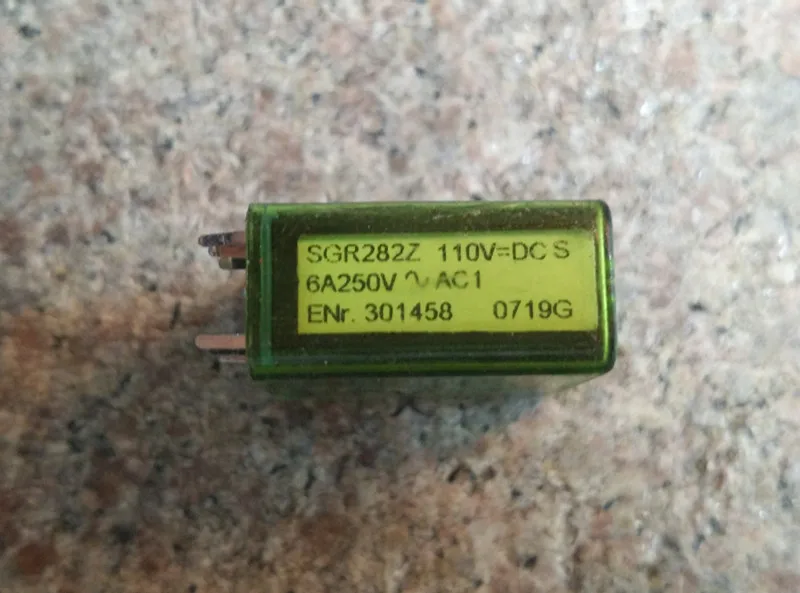 SGR282Z 110V=DC S
6A250V ∿ AC1
ENr. 301458 0719G